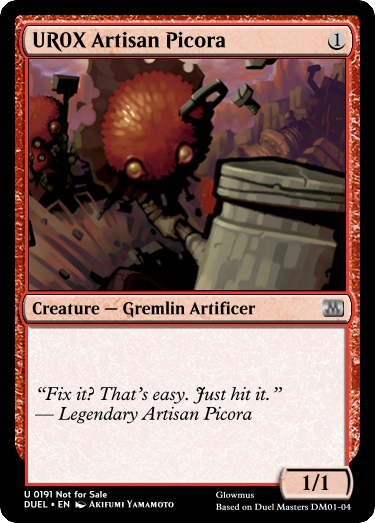 UR0X Artisan Picora 1
Creature — Gremlin Artificer
“Fix it? That’s easy. Just hit it.”
— Legendary Artisan Picora
1/1
U 0191 Not for Sale
DUEL • EN Akifumi Yamamoto
Glowmus
Based on Duel Masters DM01-04